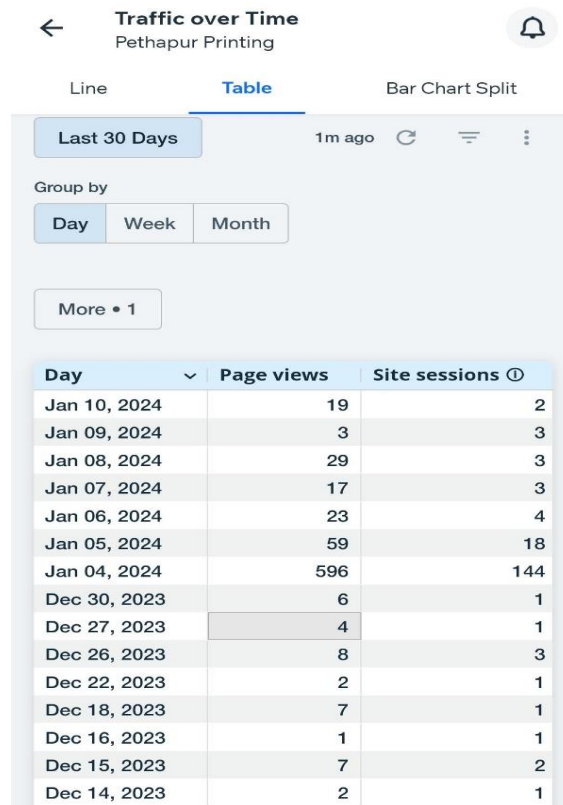 Traffic over Time
Pethapur Printing
Line Table Bar Chart Split
Last 30 Days 1m ago
Group by
Day Week Month
More • 1
Day Page views Site sessions
Jan 10, 2024 19 2
Jan 09, 2024 3 3
Jan 08, 2024 29 3
Jan 07, 2024 17 3
Jan 06, 2024 23 4
Jan 05, 2024 59 18
Jan 04, 2024 596 144
Dec 30, 2023 6 1
Dec 27, 2023 4 1
Dec 26, 2023 8 3
Dec 22, 2023 2 1
Dec 18, 2023 7 1
Dec 16, 2023 1 1
Dec 15, 2023 7 2
Dec 14, 2023 2 1